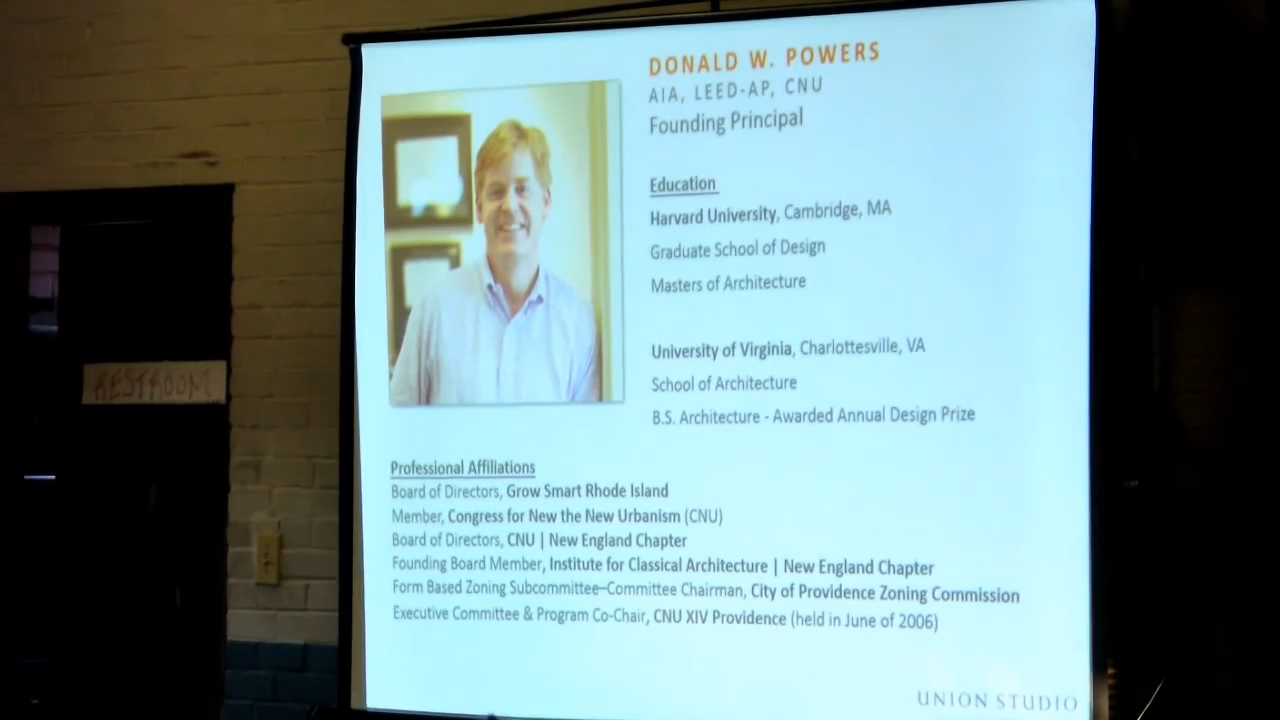 DONALD W. POWERS
AIA, LEED-AP, CNU
Founding Principal
Education
Harvard University, Cambridge, MA
Graduate School of Design
Masters of Architecture
University of Virginia, Charlottesville, VA
School of Architecture
B.S. Architecture - Awarded Annual Design Prize
RESTROOM
Professional Affiliations
Board of Directors, Grow Smart Rhode Island
Member, Congress for New the New Urbanism (CNU)
Board of Directors, CNU | New England Chapter
Founding Board Member, Institute for Classical Architecture | New England Chapter
Form Based Zoning Subcommittee–Committee Chairman, City of Providence Zoning Commission
Executive Committee & Program Co-Chair, CNU XIV Providence (held in June of 2006)
UNION STUDIO